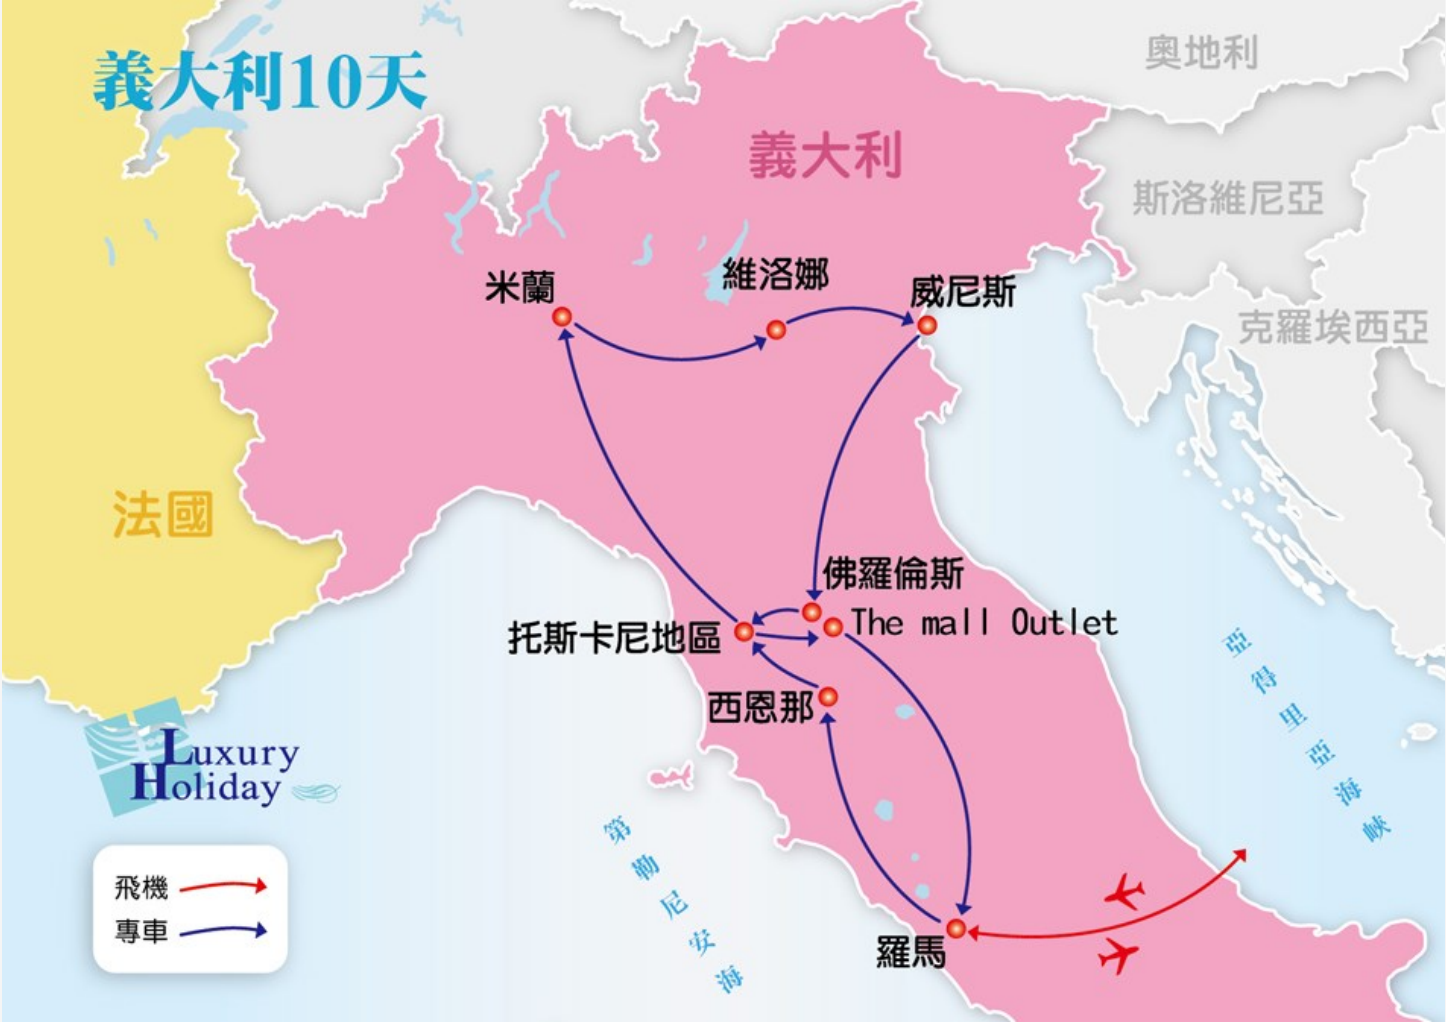 義大利10天
奧地利
義大利
斯洛維尼亞
維洛娜
米蘭
威尼斯
克羅埃西亞
法國
佛羅倫斯
The mall Outlet
托斯卡尼地區
西恩那
亞得里亞海峽
Luxury
Holiday
第勒尼安海
飛機
專車
羅馬